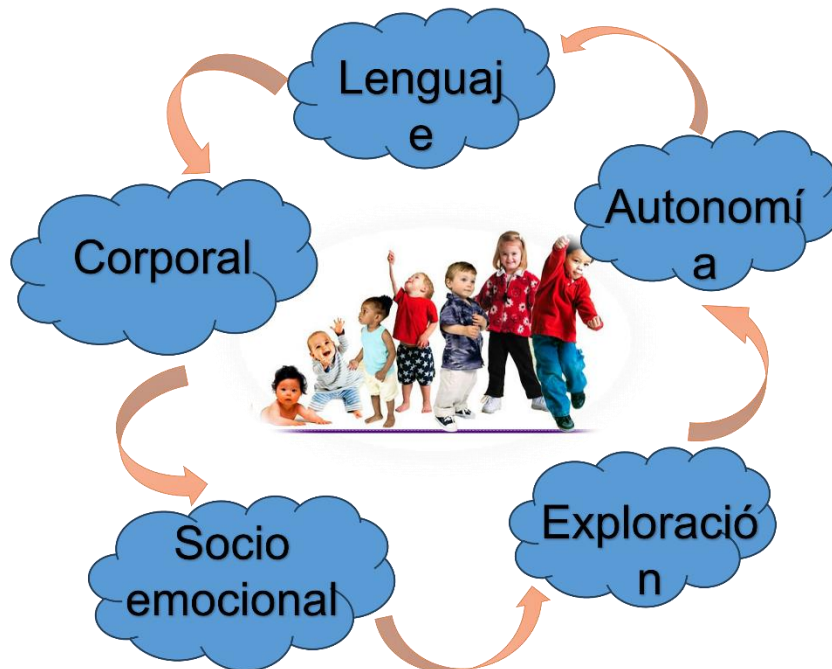 Lenguaj
e
Autonomí
a
Corporal
Socio
emocional
Exploració
n